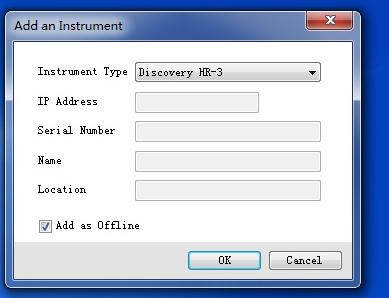 Add an Instrument
Instrument Type Discovery HR-3
IP Address
Serial Number
Name
Location
Add as Offline
OK Cancel